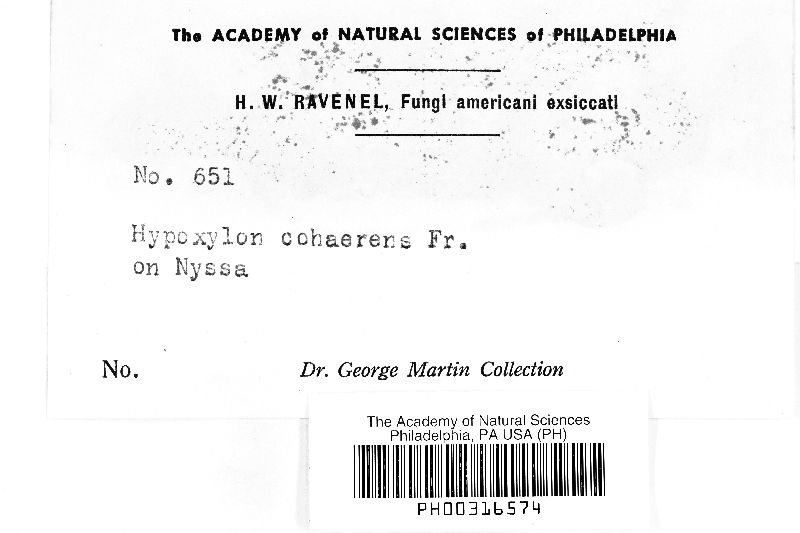 The ACADEMY of NATURAL SCIENCES of PHILADELPHIA
H. W. RAVENEL, Fungi americani exsiccati
No. 651
Hypoxylon cohaerens Fr.
on Nyssa
No.
Dr. George Martin Collection
The Academy of Natural Sciences
Philadelphia, PA USA (PH)
PH00316574